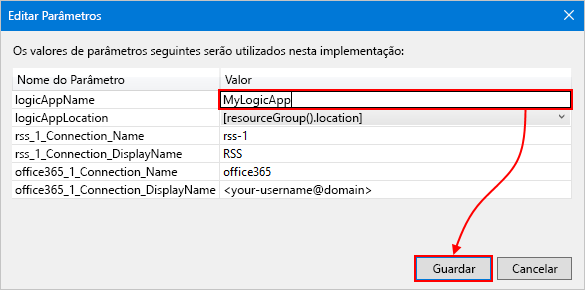 Editar Parâmetros
Os valores de parâmetros seguintes serão utilizados nesta implementação:
Nome do Parâmetro Valor
logicAppName MyLogicApp
logicAppLocation [resourceGroup().location]
rss_1_Connection_Name rss-1
rss_1_Connection_DisplayName RSS
office365_1_Connection_Name office365
office365_1_Connection_DisplayName <your-username@domain>
Guardar Cancelar